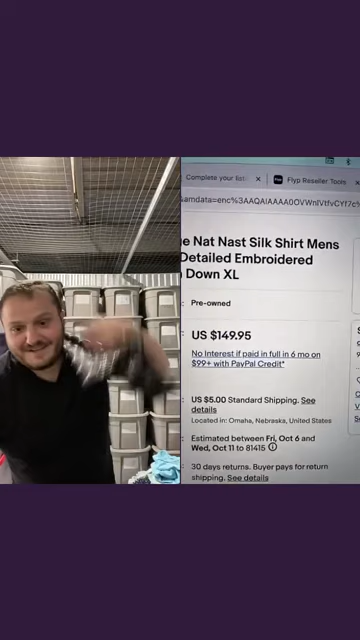 Complete your list
×
Flyp
Flyp Reseller Tools
×
amdata=enc%3AAQAIAAAA0OVWnIVtfvCYf7c%
e Nat Nast Silk Shirt Mens
Detailed Embroidered
Down XL
Pre-owned
US $149.95
No Interest if paid in full in 6 mo on
$99+ with PayPal Credit*
US $5.00 Standard Shipping. See
details
Located in: Omaha, Nebraska, United States
Estimated between Fri, Oct 6 and
Wed, Oct 11 to 81415
30 days returns. Buyer pays for return
shipping. See details